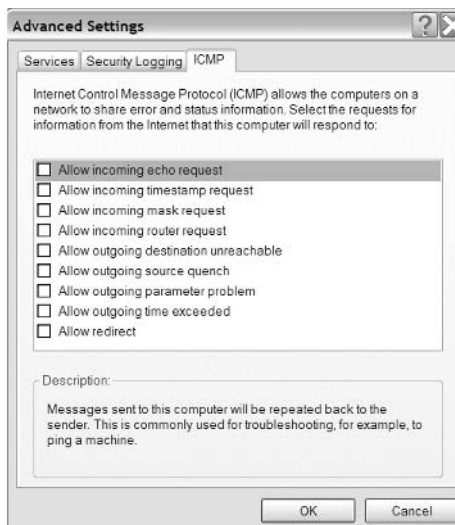 Advanced Settings
Services Security Logging ICMP
Internet Control Message Protocol (ICMP) allows the computers on a
network to share error and status information. Select the requests for
information from the Internet that this computer will respond to:
Allow incoming echo request
Allow incoming timestamp request
Allow incoming mask request
Allow incoming router request
Allow outgoing destination unreachable
Allow outgoing source quench
Allow outgoing parameter problem
Allow outgoing time exceeded
Allow redirect
Description:
Messages sent to this computer will be repeated back to the
sender. This is commonly used for troubleshooting, for example, to
ping a machine.
OK Cancel